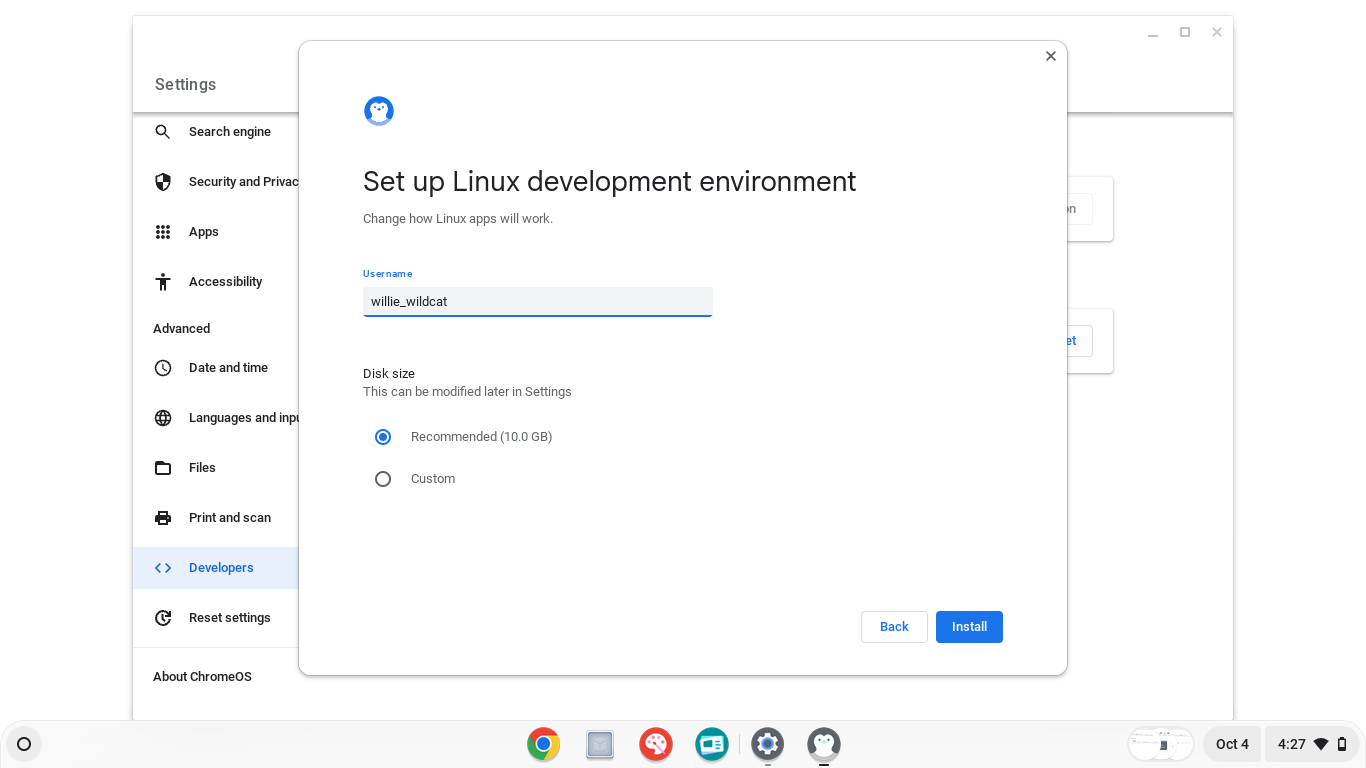 Settings
Search engine
Security and Privac
Apps
Accessibility
Advanced
Date and time
Languages and inpu
Files
Print and scan
Developers
Reset settings
About ChromeOS
Set up Linux development environment
Change how Linux apps will work.
Username
willie_wildcat
Disk size
This can be modified later in Settings
Recommended (10.0 GB)
Custom
Back
Install
on
et
Oct 4
4:27